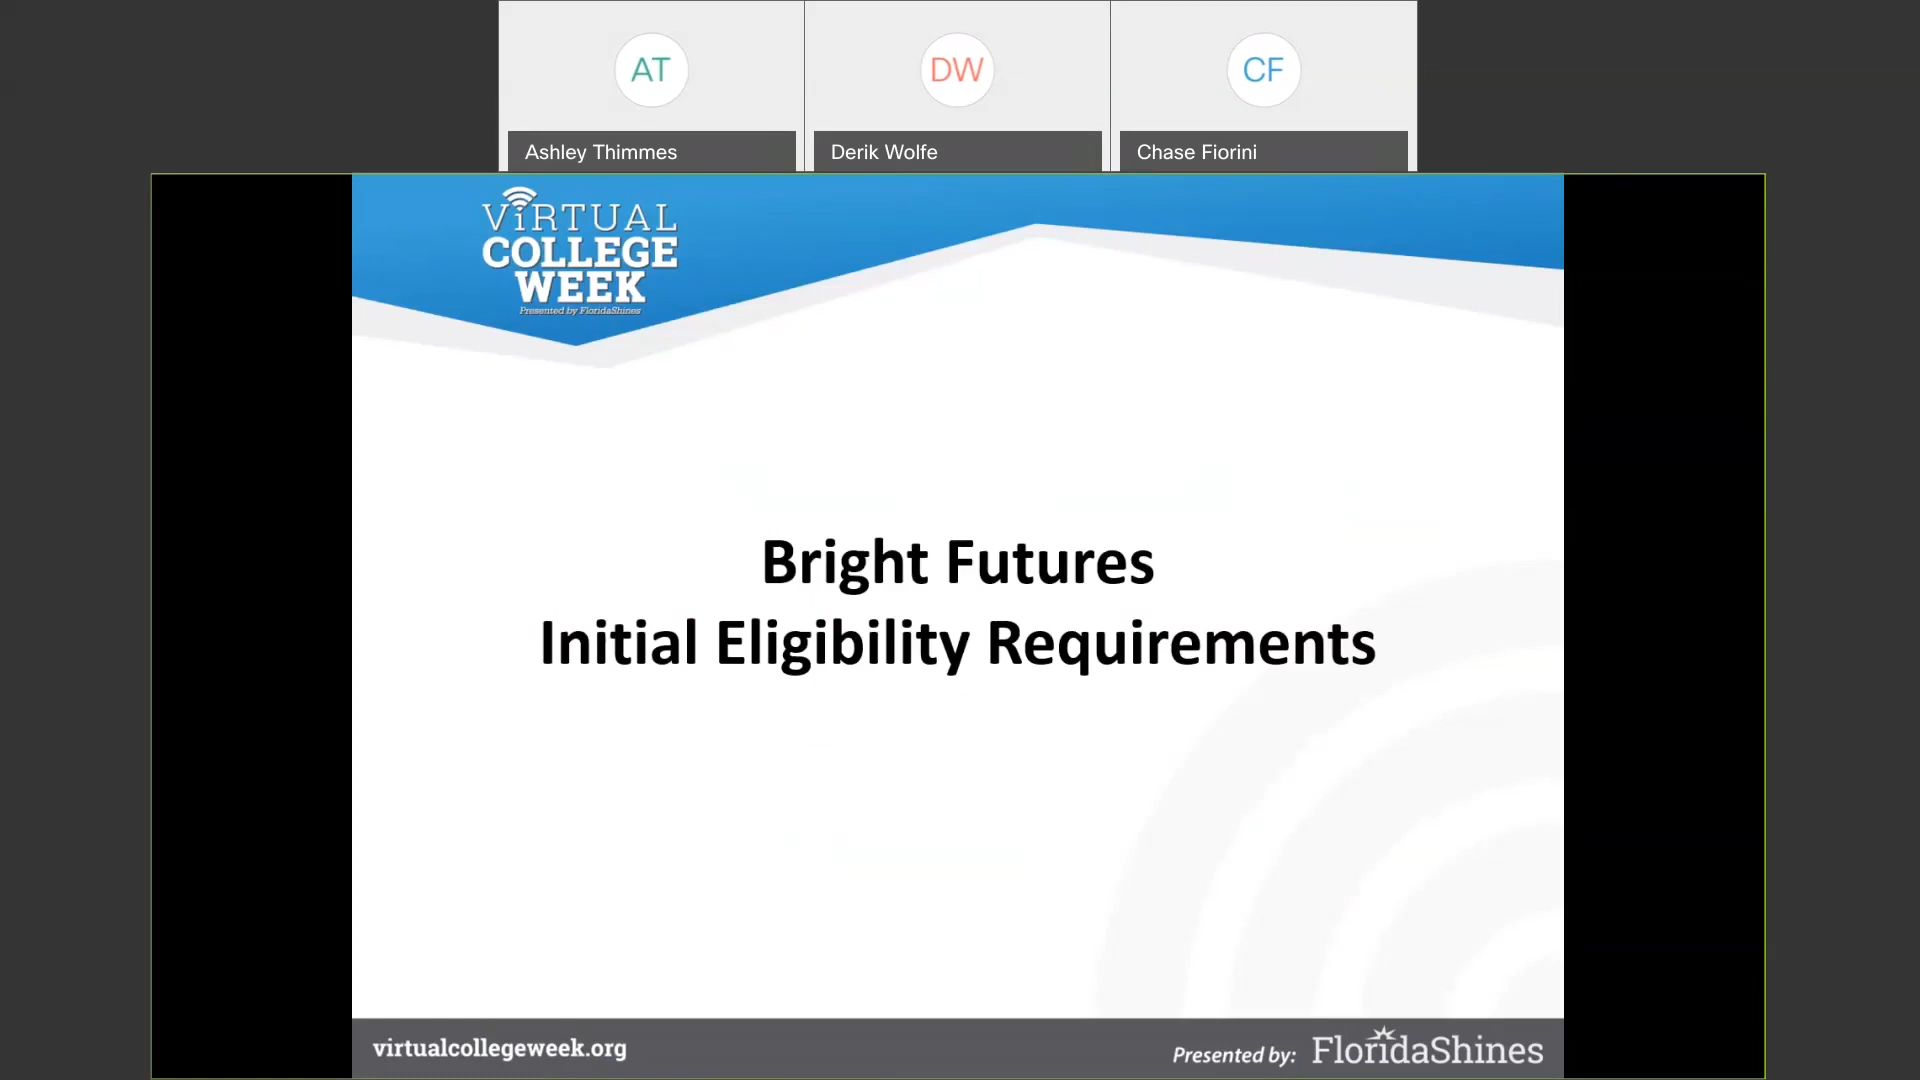 AT
DW
CF
Ashley Thimmes
Derik Wolfe
Chase Fiorini
ViRTUAL
COLLEGE
WEEK
Presented by FloridaShines
Bright Futures
Initial Eligibility Requirements
virtualcollegeweek.org
Presented by: FloridaShines